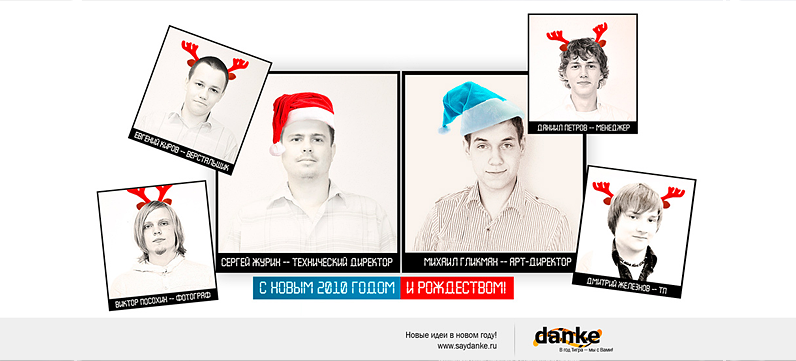 ЕВГЕНИЙ КИРОВ -- ВЕРСТАЛЬЩИК
ДАНИИЛ ПЕТРОВ -- МЕНЕДЖЕР
ВИКТОР ПОСОХИН -- ФОТОГРАФ
СЕРГЕЙ ЖУРИН -- ТЕХНИЧЕСКИЙ ДИРЕКТОР
МИХАИЛ ГЛИКМАН -- АРТ-ДИРЕКТОР
ДМИТРИЙ ЖЕЛЕЗНОВ -- ТП
С НОВЫМ 2010 ГОДОМ И РОЖДЕСТВОМ!
Новые идеи в новом году!
www.saydanke.ru
danke
В год Тигра — мы с Вами!